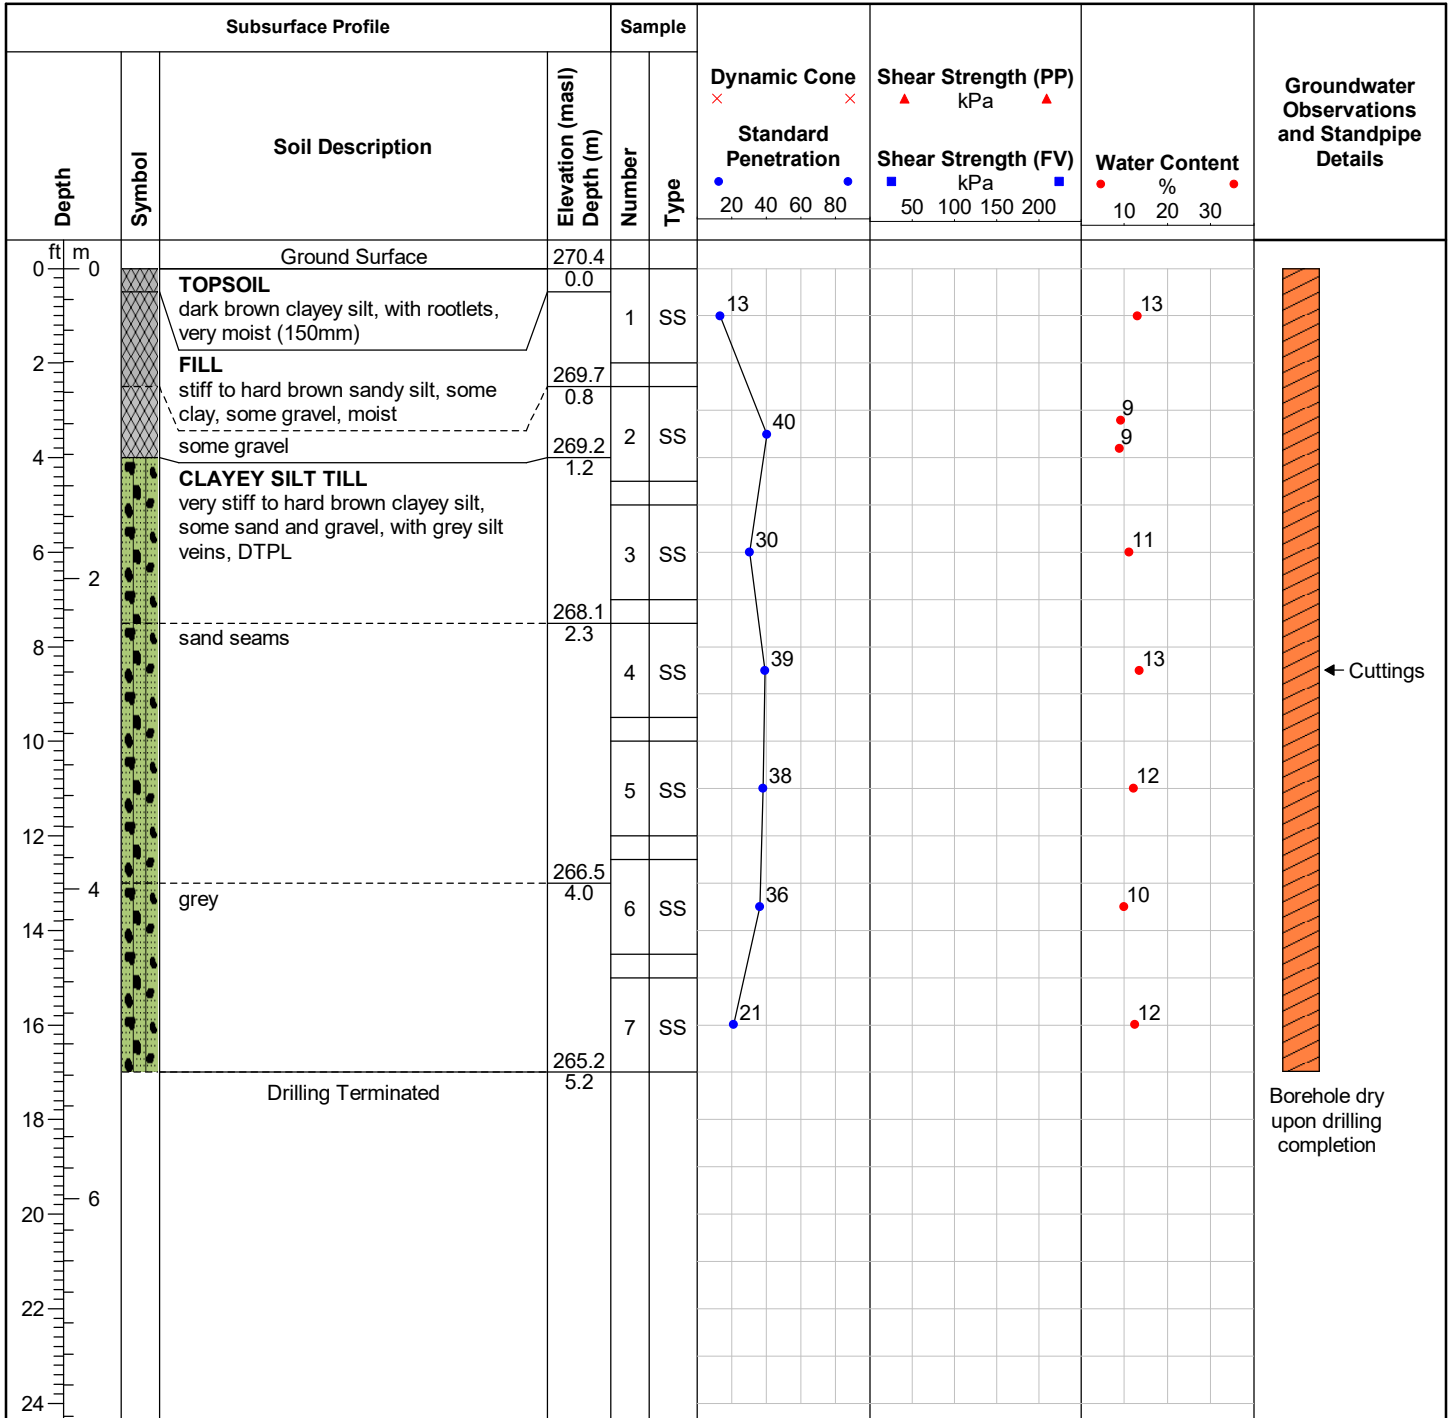 Subsurface Profile
Sample
Depth
Symbol
Soil Description
Elevation (masl)
Depth (m)
Number
Type
Dynamic Cone
Standard
Penetration
20 40 60 80
Shear Strength (PP)
kPa
Shear Strength (FV)
kPa
50 100 150 200
Water Content
%
10 20 30
Groundwater
Observations
and Standpipe
Details
ft m
0 0
2
4
6
2
8
10
12
4
14
16
18
6
20
22
24
Ground Surface
270.4
0.0
TOPSOIL
dark brown clayey silt, with rootlets,
very moist (150mm)
FILL
stiff to hard brown sandy silt, some
clay, some gravel, moist
269.7
0.8
some gravel
269.2
1.2
CLAYEY SILT TILL
very stiff to hard brown clayey silt,
some sand and gravel, with grey silt
veins, DTPL
268.1
2.3
sand seams
266.5
4.0
grey
265.2
5.2
Drilling Terminated
1 SS 13 13
2 SS 40 9
9
3 SS 30 11
4 SS 39 13
5 SS 38 12
6 SS 36 10
7 SS 21 12
Cuttings
Borehole dry
upon drilling
completion